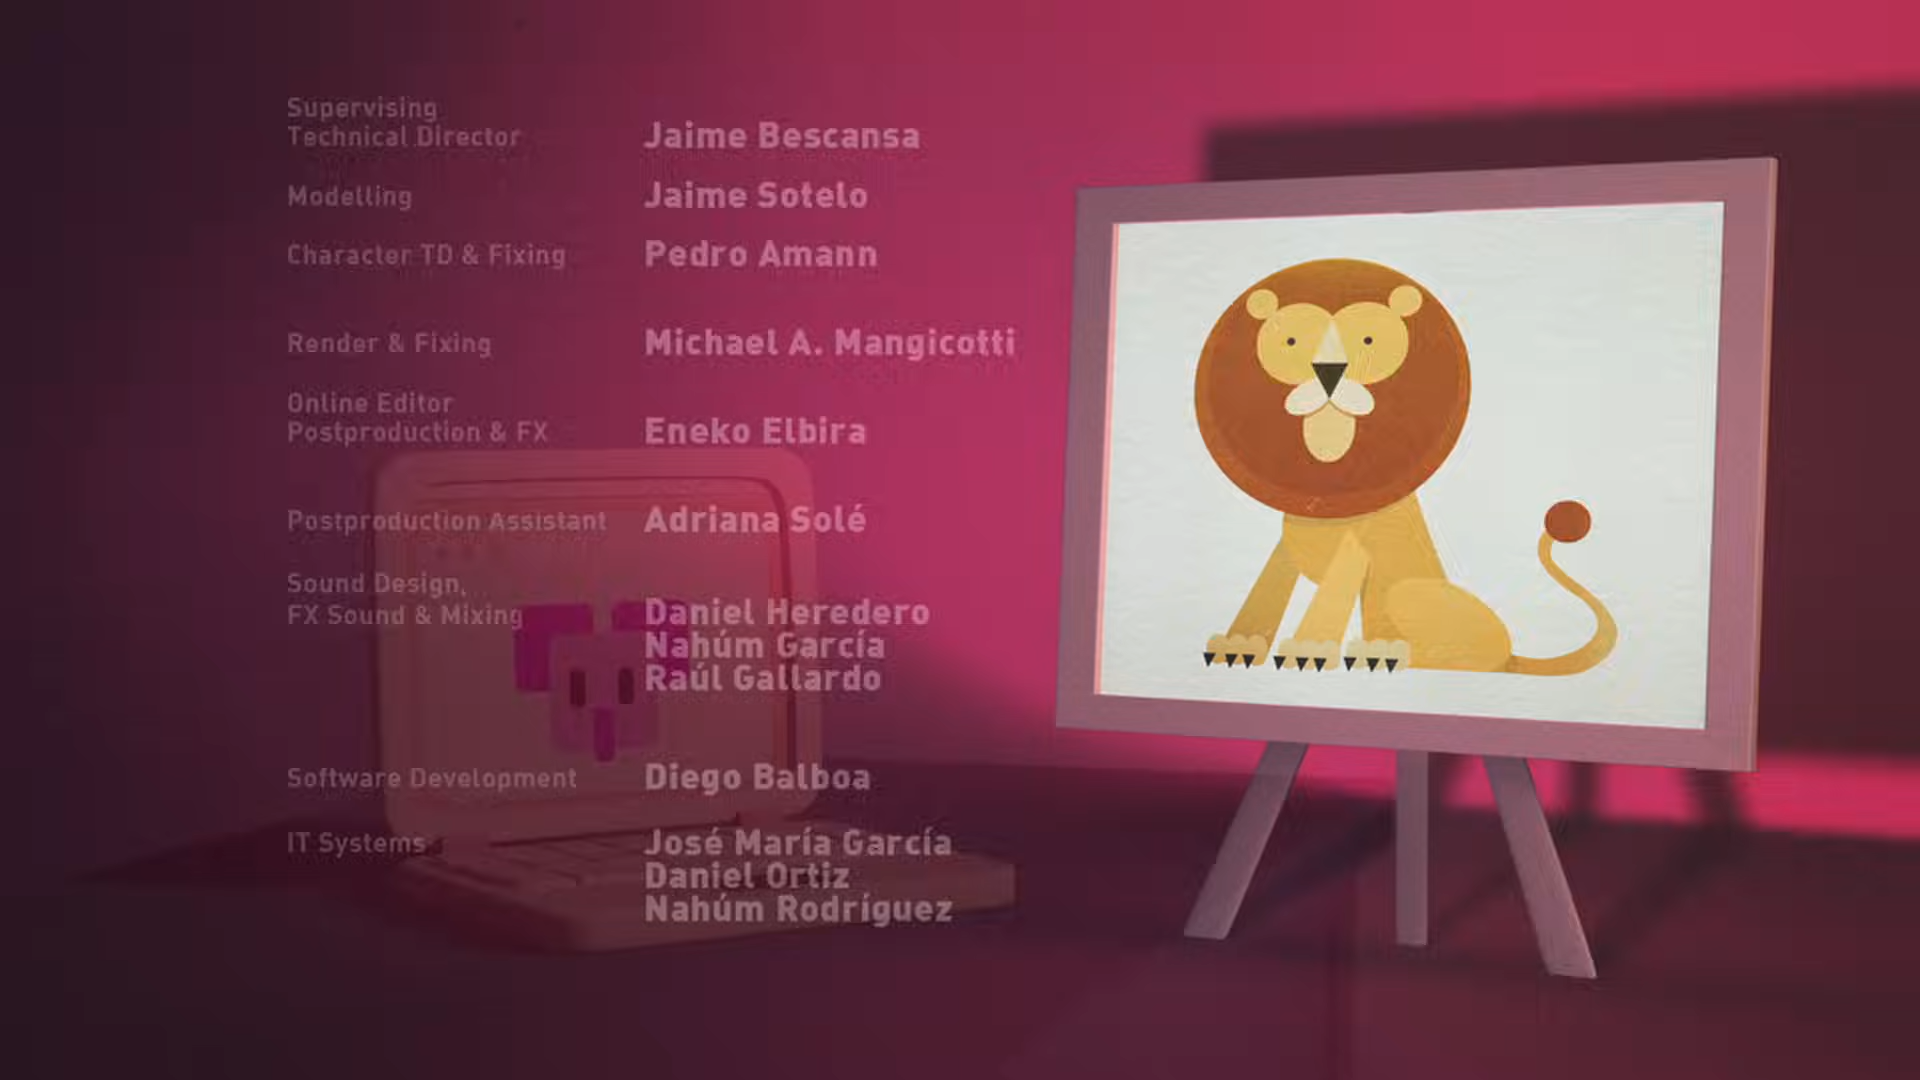 Supervising
Technical Director Jaime Bescansa
Modelling Jaime Sotelo
Character TD & Fixing Pedro Amann
Render & Fixing Michael A. Mangicotti
Online Editor
Postproduction & FX Eneko Elbira
Postproduction Assistant Adriana Solé
Sound Design,
FX Sound & Mixing Daniel Heredero
Nahúm García
Raúl Gallardo
Software Development Diego Balboa
IT Systems José María García
Daniel Ortiz
Nahúm Rodríguez